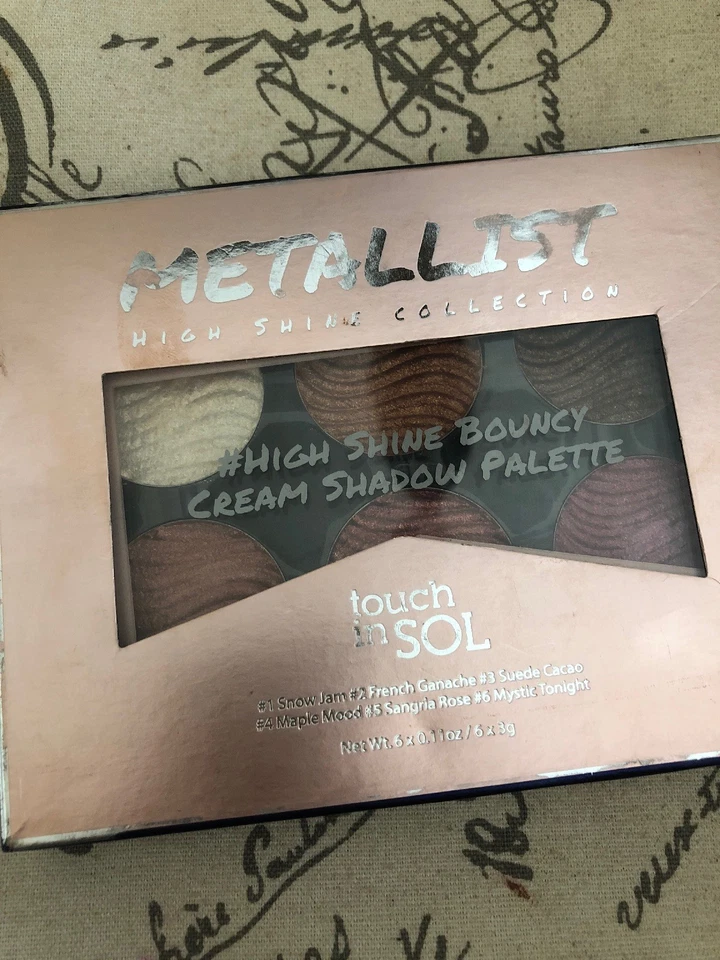 METALLIST
HIGH SHINE COLLECTION
#HIGH SHINE BOUNCY
CREAM SHADOW PALETTE
touch
in SOL
#1 Snow Jam #2 French Ganache #3 Suede Cacao
#4 Maple Mood #5 Sangria Rose #6 Mystic Tonight
Net Wt. 6 x 0.11oz / 6 x 3g